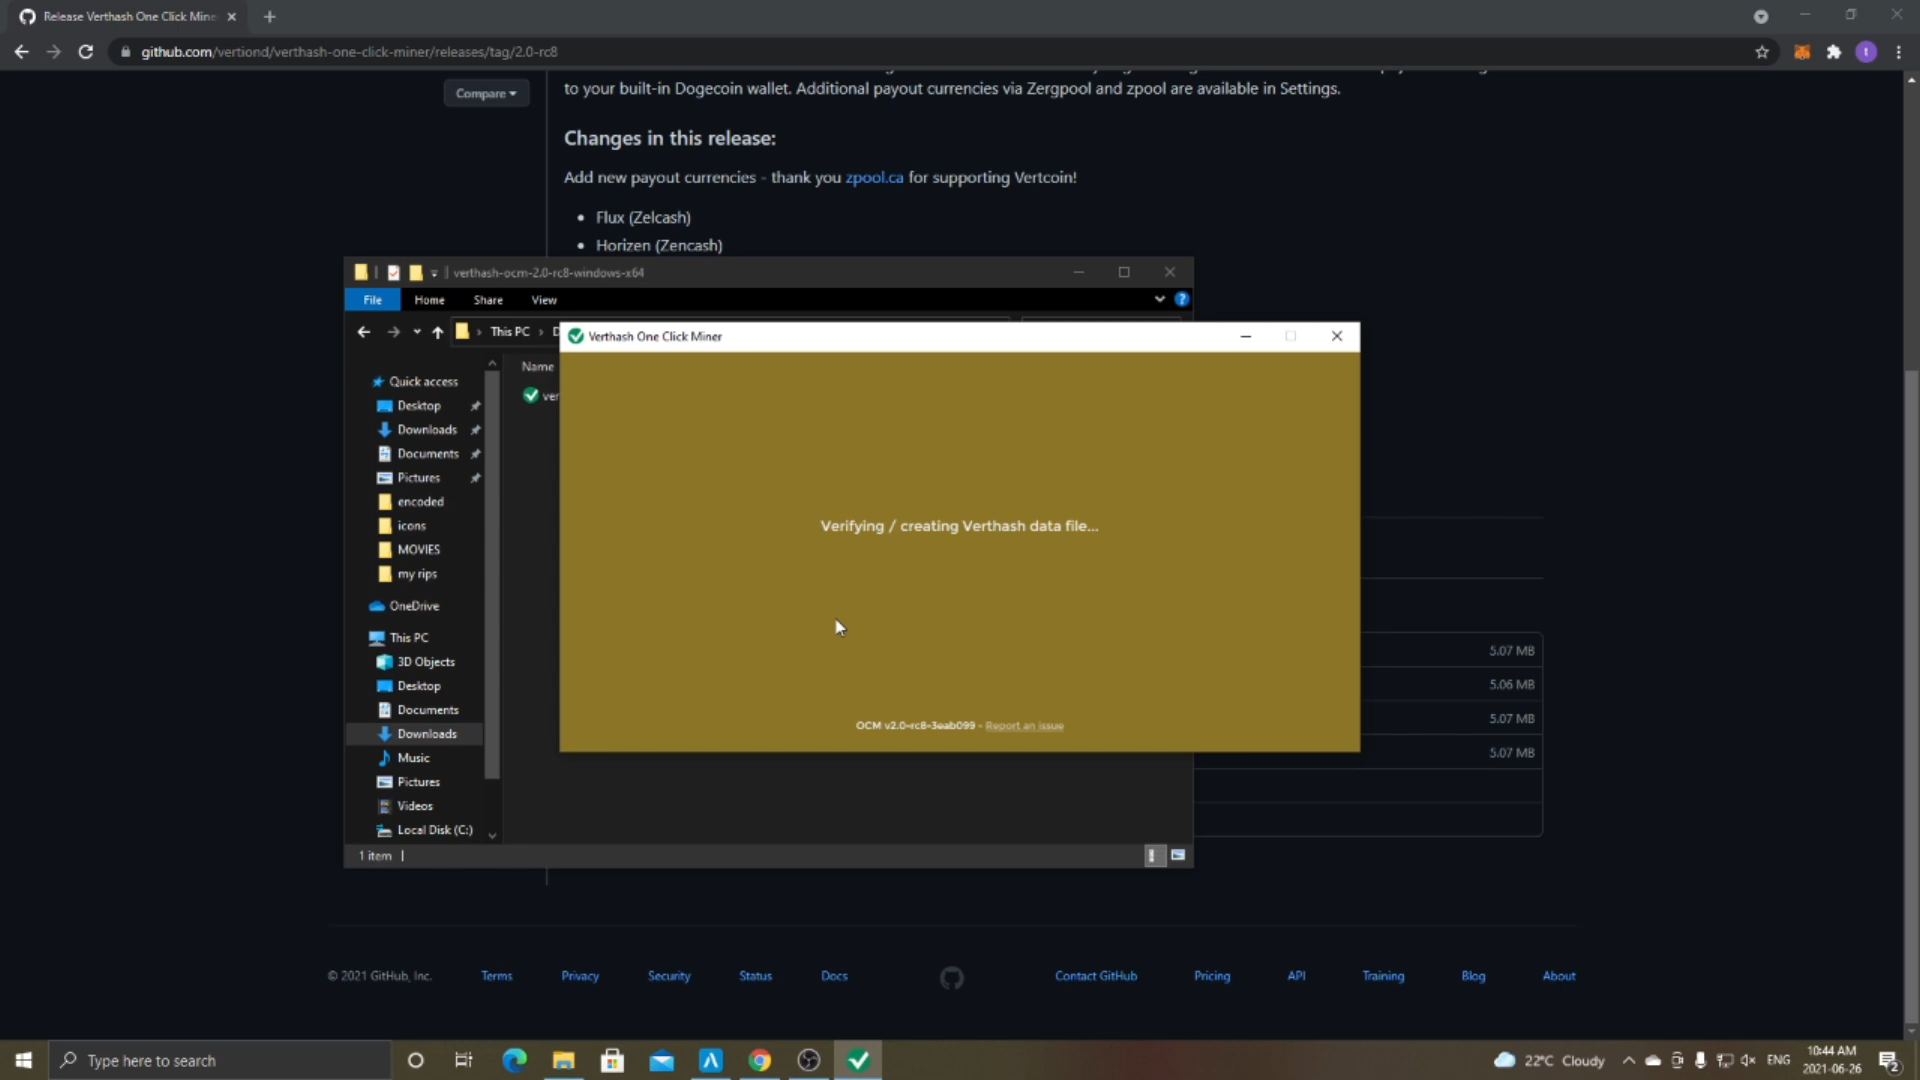 Release Verthash One Click Mine
github.com/vertiond/verthash-one-click-miner/releases/tag/2.0-rc8
Compare
to your built-in Dogecoin wallet. Additional payout currencies via Zergpool and zpool are available in Settings.
Changes in this release:
Add new payout currencies - thank you zpool.ca for supporting Vertcoin!
Flux (Zelcash)
Horizen (Zencash)
verthash-ocm-2.0-rc8-windows-x64
File Home Share View
This PC
Verthash One Click Miner
Name
ver
Quick access
Desktop
Downloads
Documents
Pictures
encoded
icons
MOVIES
my rips
OneDrive
This PC
3D Objects
Desktop
Documents
Downloads
Music
Pictures
Videos
Local Disk (C:)
1 item
Verifying / creating Verthash data file...
OCM v2.0-rc8-3eab099 - Report an issue
5.07 MB
5.06 MB
5.07 MB
5.07 MB
© 2021 GitHub, Inc. Terms Privacy Security Status Docs Contact GitHub Pricing API Training Blog About
Type here to search
22°C Cloudy
ENG
10:44 AM
2021-06-26
2